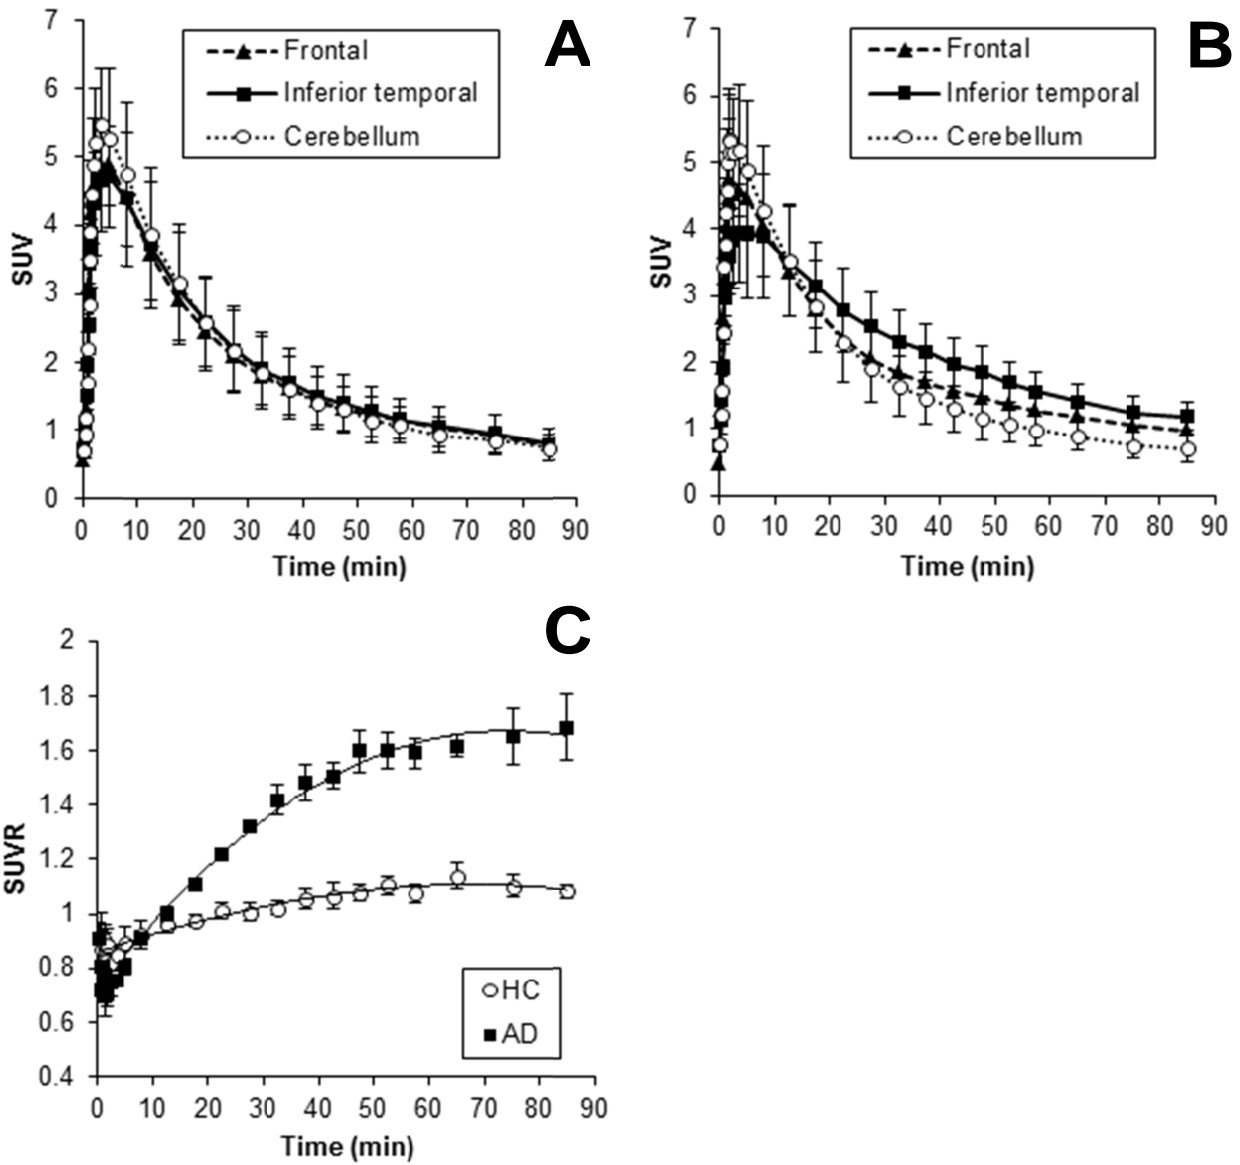 A
7
6
5
4
3
2
1
0
SUV
Frontal
Inferior temporal
Cerebellum
0 10 20 30 40 50 60 70 80 90
Time (min)
B
7
6
5
4
3
2
1
0
SUV
Frontal
Inferior temporal
Cerebellum
0 10 20 30 40 50 60 70 80 90
Time (min)
C
2
1.8
1.6
1.4
1.2
1
0.8
0.6
0.4
SUVR
HC
AD
0 10 20 30 40 50 60 70 80 90
Time (min)